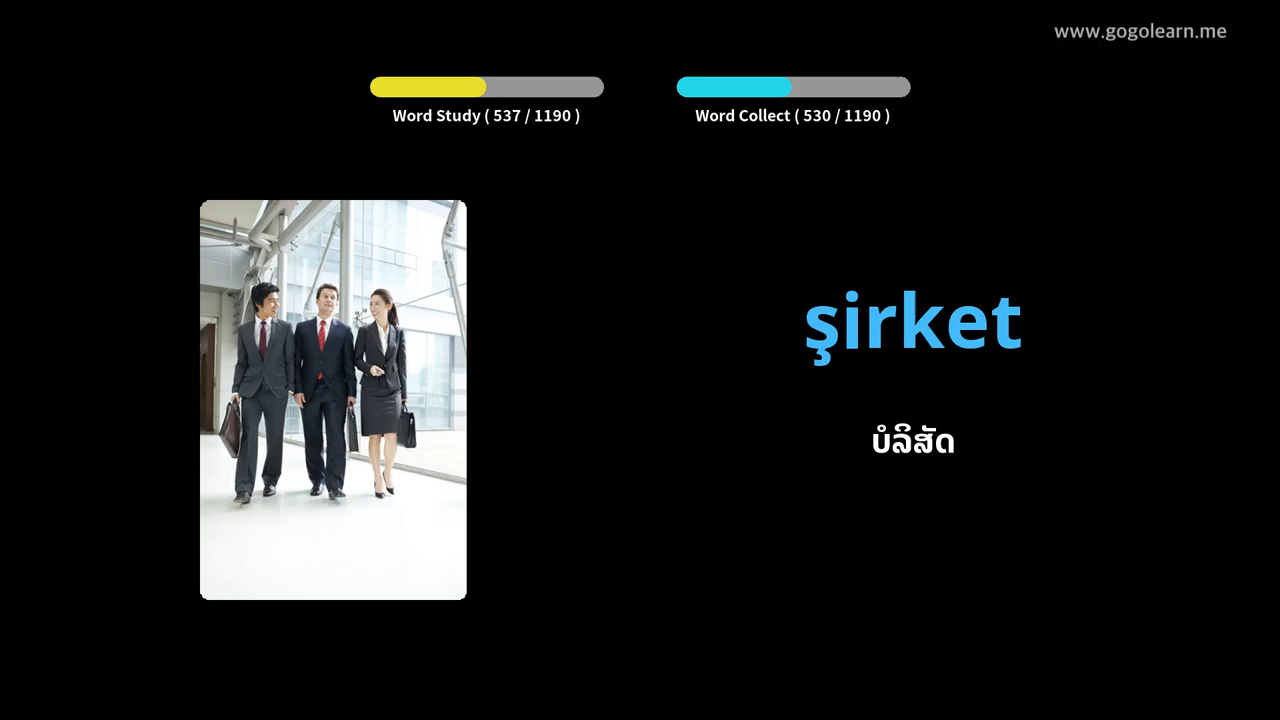 www.gogolearn.me
Word Study ( 537 / 1190 )
Word Collect ( 530 / 1190 )
şirket
ບໍລິສັດ